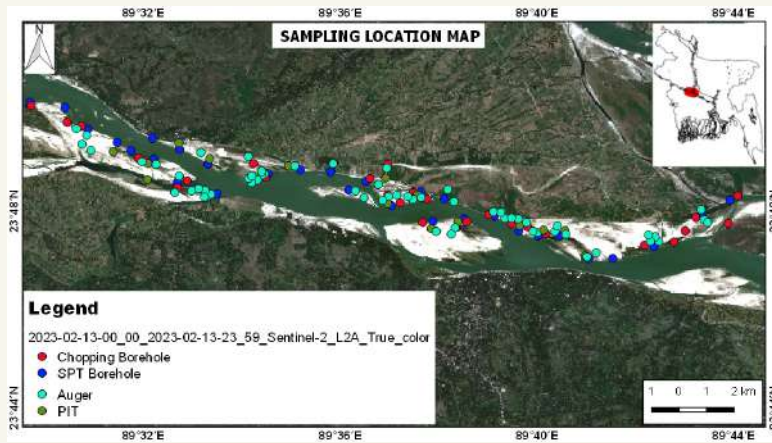 89°32'E 89°36'E 89°40'E 89°44'E
N
SAMPLING LOCATION MAP
23°48'N 23°48'N
Legend
2023-02-13-00_00_2023-02-13-23_59_Sentinel-2_L2A_True_color
Chopping Borehole
SPT Borehole
Auger
PIT
1 0 1 2 km
23°44'N
89°32'E 89°36'E 89°40'E 89°44'E